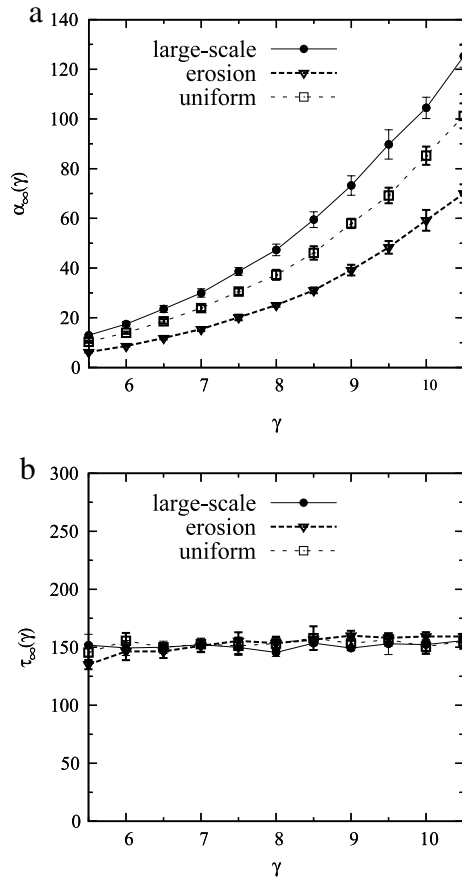 a
140
120
100
80
60
40
20
0
α∞(γ)
large-scale
erosion
uniform
6 7 8 9 10
γ
b
300
250
200
150
100
50
0
τ∞(γ)
large-scale
erosion
uniform
6 7 8 9 10
γ